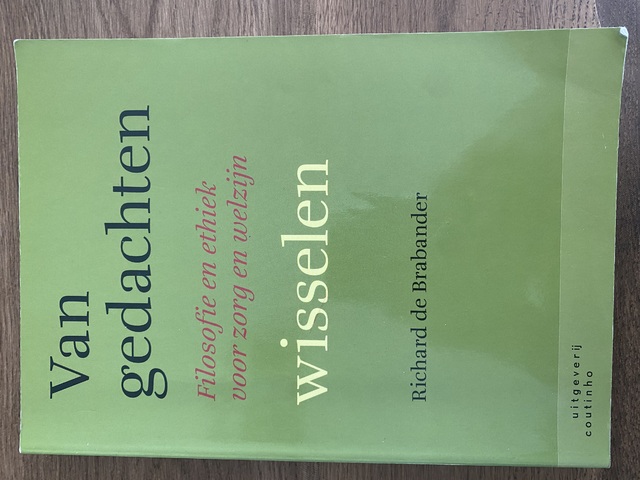 Van
gedachten
Filosofie en ethiek
voor zorg en welzijn
wisselen
Richard de Brabander
uitgeverij
coutinho